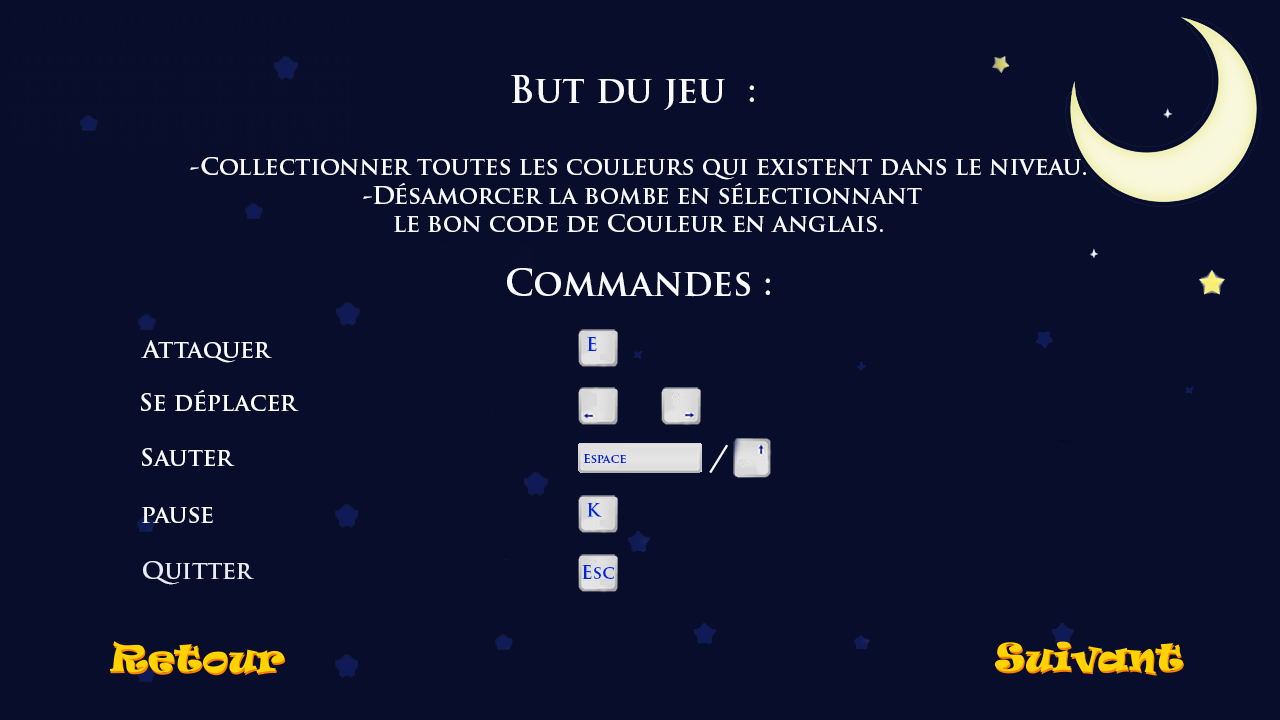 But du jeu :
-Collectionner toutes les couleurs qui existent dans le niveau.
-Désamorcer la bombe en sélectionnant
le bon code de Couleur en anglais.
Commandes :
Attaquer E
Se déplacer ← →
Sauter Espace / ↑
pause K
Quitter Esc
Retour Suivant